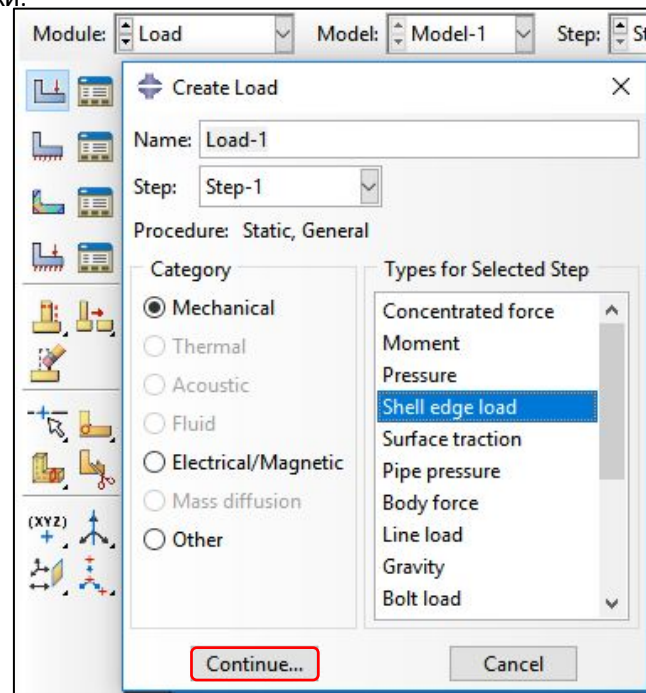 ки.
Module: Load Model: Model-1 Step: St
Create Load
Name: Load-1
Step: Step-1
Procedure: Static, General
Category
Mechanical
Thermal
Acoustic
Fluid
Electrical/Magnetic
Mass diffusion
Other
Types for Selected Step
Concentrated force
Moment
Pressure
Shell edge load
Surface traction
Pipe pressure
Body force
Line load
Gravity
Bolt load
Continue... Cancel
(XYZ)